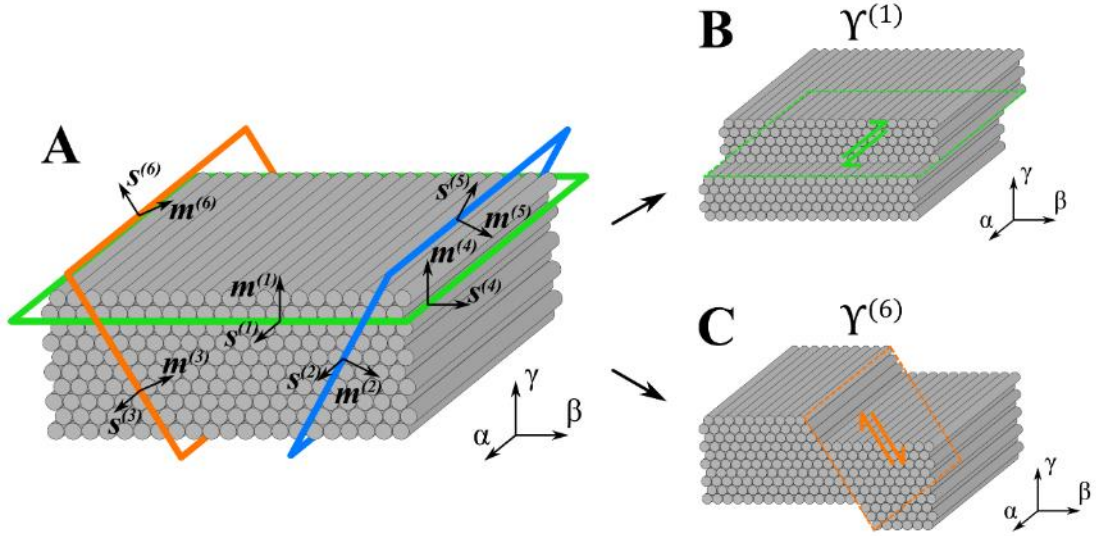 A
s(6)
m(6)
s(5)
m(5)
m(4)
s(4)
m(1)
s(1)
m(3)
s(3)
s(2)
m(2)
γ
β
α
B
ϒ(1)
γ
α
β
C
ϒ(6)
γ
α
β